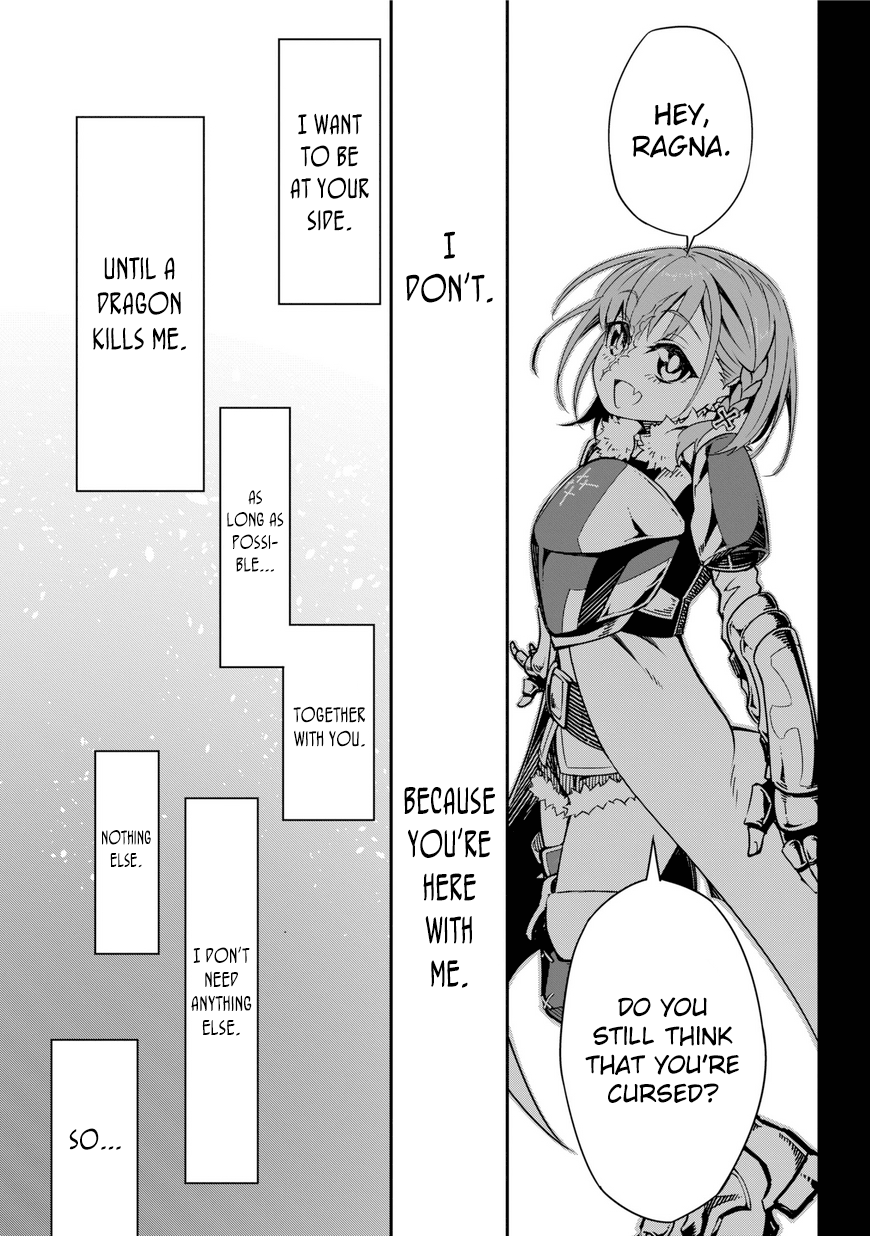 HEY,
RAGNA.
DO YOU
STILL THINK
THAT YOU'RE
CURSED?
I
DON'T.
BECAUSE
YOU'RE
HERE
WITH
ME.
I WANT
TO BE
AT YOUR
SIDE.
UNTIL A
DRAGON
KILLS ME.
AS
LONG AS
POSSI-
BLE...
TOGETHER
WITH YOU.
NOTHING
ELSE.
I DON'T
NEED
ANYTHING
ELSE.
SO...